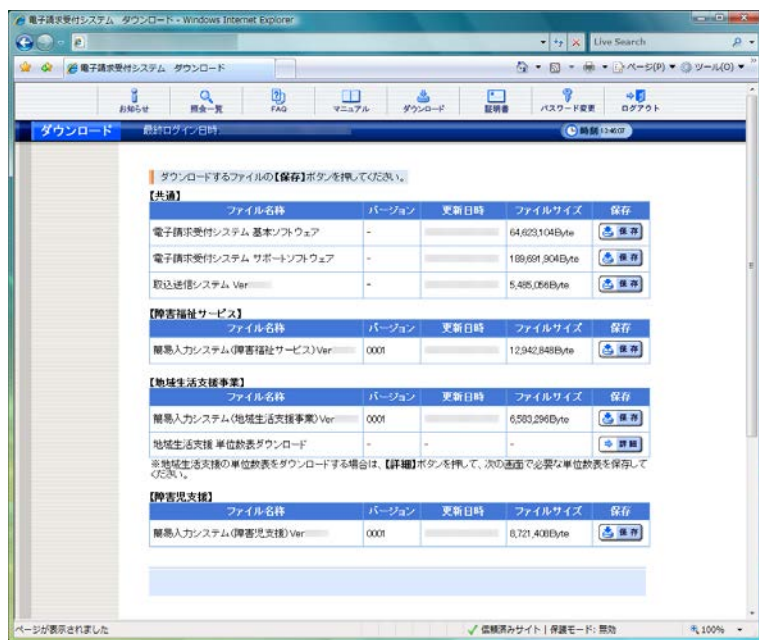 電子請求受付システム ダウンロード - Windows Internet Explorer
Live Search
電子請求受付システム ダウンロード
ページ(P) ツール(O)
お知らせ 照会一覧 FAQ マニュアル ダウンロード 証明書 パスワード変更 ログアウト
ダウンロード 最終ログイン日時: 時刻 13:46:07
ダウンロードするファイルの【保存】ボタンを押してください。
【共通】
ファイル名称 バージョン 更新日時 ファイルサイズ 保存
電子請求受付システム 基本ソフトウェア - 64,623,104Byte 保存
電子請求受付システム サポートソフトウェア - 189,691,904Byte 保存
取込送信システム Ver - 5,485,056Byte 保存
【障害福祉サービス】
ファイル名称 バージョン 更新日時 ファイルサイズ 保存
簡易入力システム(障害福祉サービス)Ver 0001 12,942,848Byte 保存
【地域生活支援事業】
ファイル名称 バージョン 更新日時 ファイルサイズ 保存
簡易入力システム(地域生活支援事業)Ver 0001 6,583,296Byte 保存
地域生活支援 単位数表ダウンロード - - - 詳細
※地域生活支援の単位数表をダウンロードする場合は、【詳細】ボタンを押して、次の画面で必要な単位数表を保存して
ください。
【障害児支援】
ファイル名称 バージョン 更新日時 ファイルサイズ 保存
簡易入力システム(障害児支援)Ver 0001 8,721,408Byte 保存
ページが表示されました 信頼済みサイト | 保護モード: 無効 100%